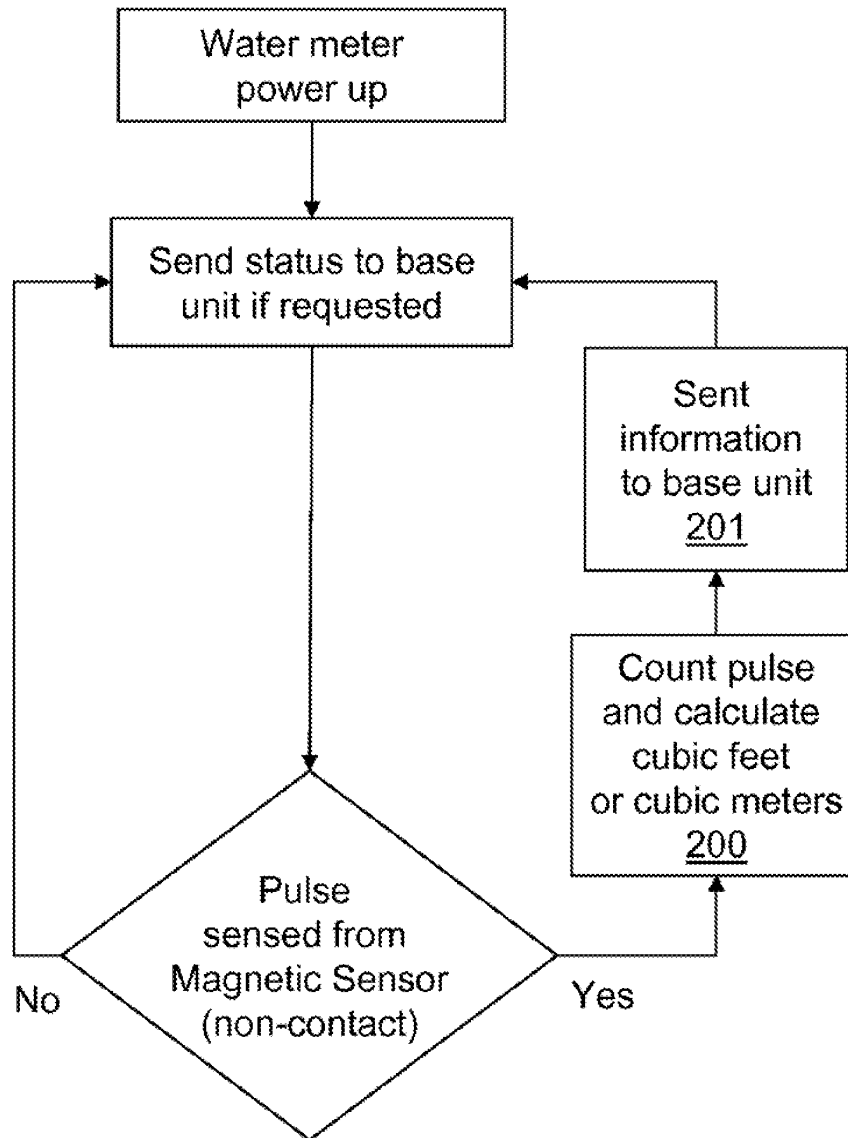 Water meter
power up
Send status to base
unit if requested
Sent
information
to base unit
201
Count pulse
and calculate
cubic feet
or cubic meters
200
Pulse
sensed from
Magnetic Sensor
(non-contact)
No
Yes